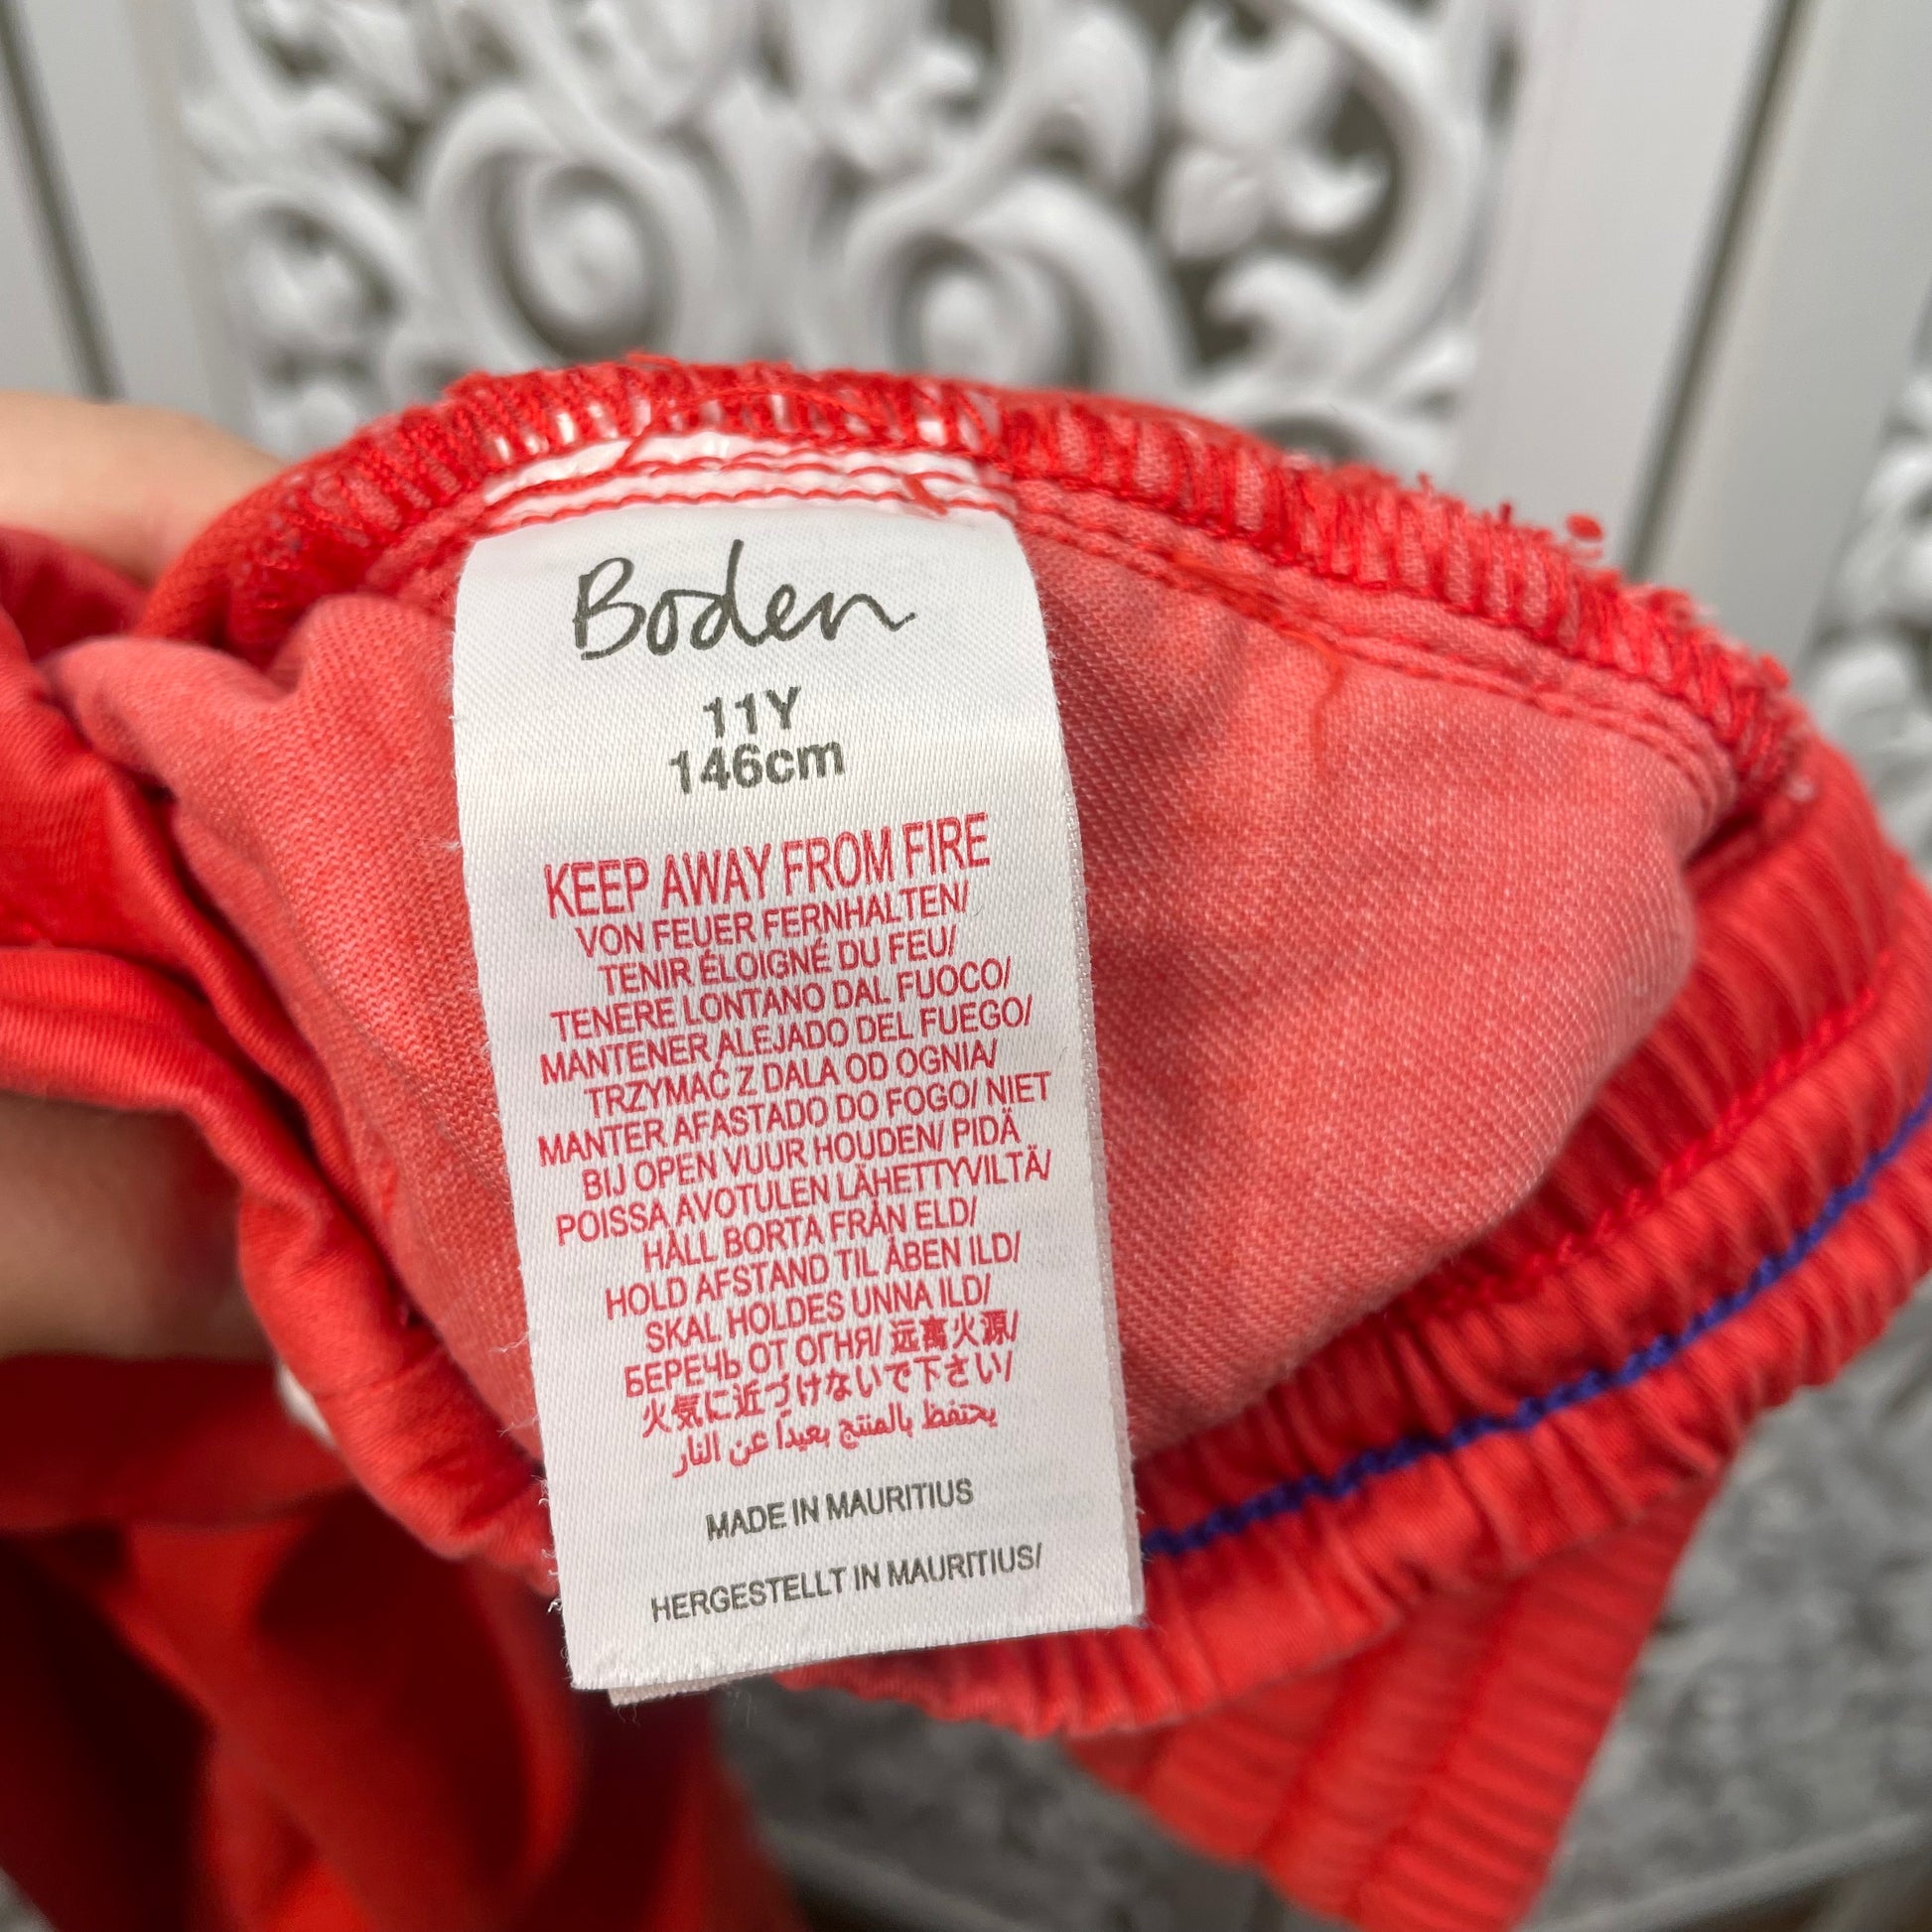 Boden
11Y
146cm
KEEP AWAY FROM FIRE
VON FEUER FERNHALTEN/
TENIR ÉLOIGNÉ DU FEU/
TENERE LONTANO DAL FUOCO/
MANTENER ALEJADO DEL FUEGO/
TRZYMAĆ Z DALA OD OGNIA/
MANTER AFASTADO DO FOGO/ NIET
BIJ OPEN VUUR HOUDEN/ PIDÄ
POISSA AVOTULEN LÄHETTYVILTÄ/
HÅLL BORTA FRÅN ELD/
HOLD AFSTAND TIL ÅBEN ILD/
SKAL HOLDES UNNA ILD/
БЕРЕЧЬ ОТ ОГНЯ/ 远离火源/
火気に近づけないで下さい/
يحتفظ بالمنتج بعيداً عن النار
MADE IN MAURITIUS
HERGESTELLT IN MAURITIUS/